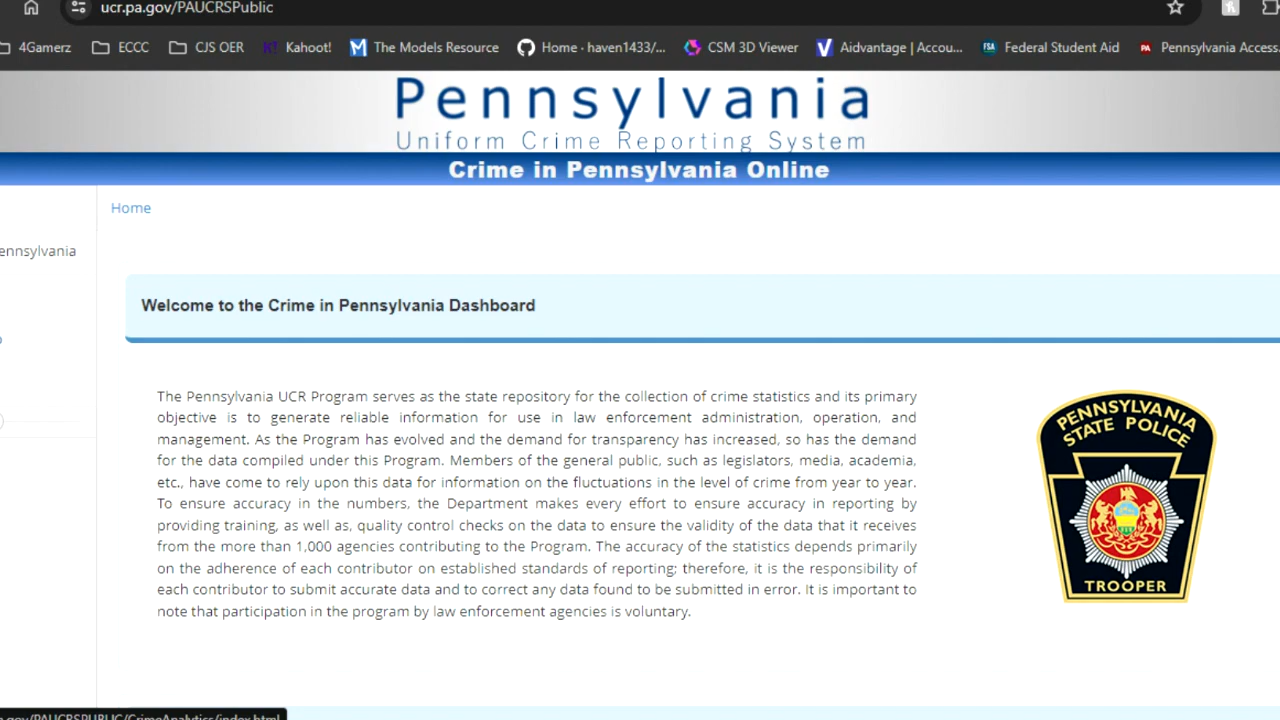 ucr.pa.gov/PAUCRSPublic
4Gamerz ECCC CJS OER Kahoot! The Models Resource Home · haven1433/... CSM 3D Viewer Aidvantage | Accou... Federal Student Aid Pennsylvania Access
Pennsylvania
Uniform Crime Reporting System
Crime in Pennsylvania Online
Home
ennsylvania
Welcome to the Crime in Pennsylvania Dashboard
The Pennsylvania UCR Program serves as the state repository for the collection of crime statistics and its primary
objective is to generate reliable information for use in law enforcement administration, operation, and
management. As the Program has evolved and the demand for transparency has increased, so has the demand
for the data compiled under this Program. Members of the general public, such as legislators, media, academia,
etc., have come to rely upon this data for information on the fluctuations in the level of crime from year to year.
To ensure accuracy in the numbers, the Department makes every effort to ensure accuracy in reporting by
providing training, as well as, quality control checks on the data to ensure the validity of the data that it receives
from the more than 1,000 agencies contributing to the Program. The accuracy of the statistics depends primarily
on the adherence of each contributor on established standards of reporting; therefore, it is the responsibility of
each contributor to submit accurate data and to correct any data found to be submitted in error. It is important to
note that participation in the program by law enforcement agencies is voluntary.
PENNSYLVANIA
STATE POLICE
TROOPER
.gov/PAUCRSPUBLIC/CrimeAnalytics/index.html